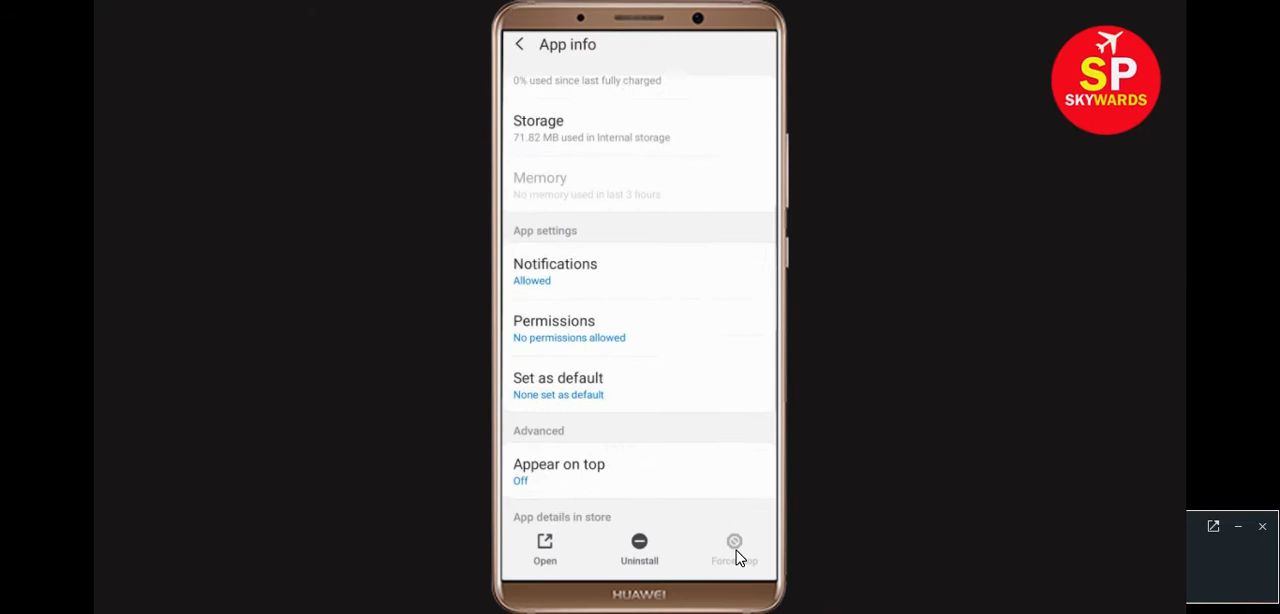 App info
0% used since last fully charged
Storage
71.82 MB used in Internal storage
Memory
No memory used in last 3 hours
App settings
Notifications
Allowed
Permissions
No permissions allowed
Set as default
None set as default
Advanced
Appear on top
Off
App details in store
Open
Uninstall
HUAWEI
SP
SKYWARDS